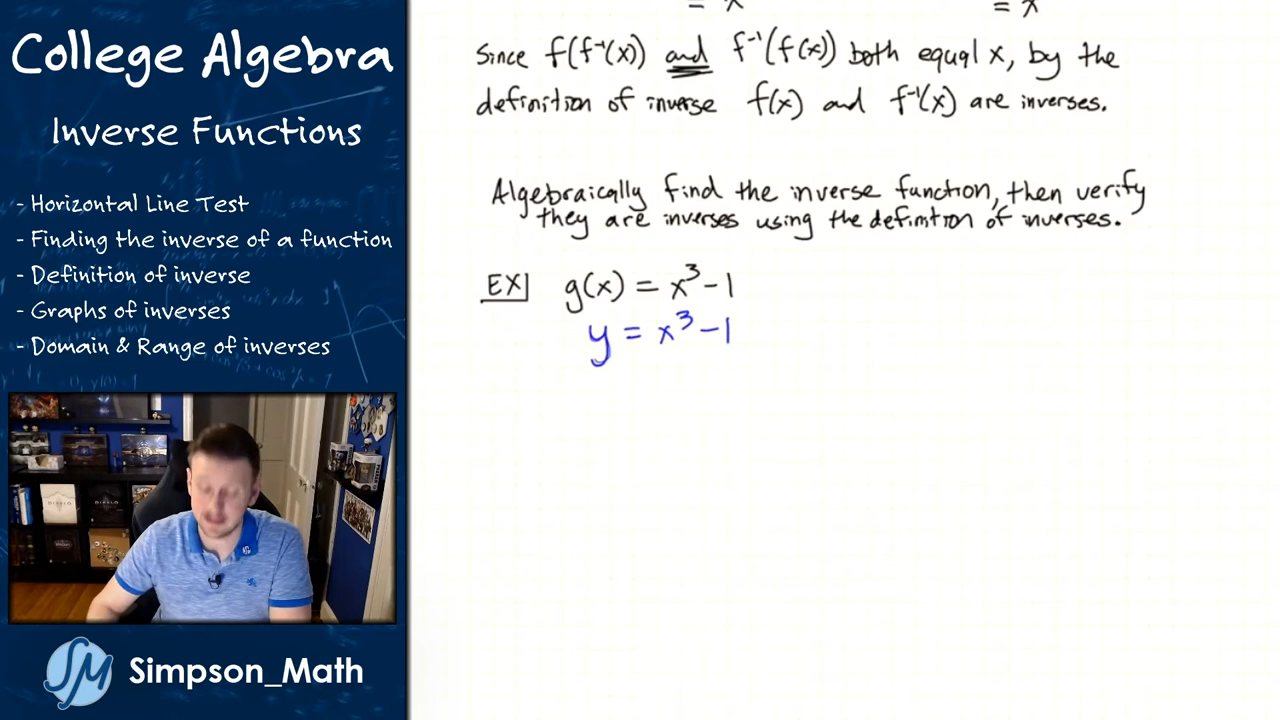 College Algebra
Inverse Functions
- Horizontal Line Test
- Finding the inverse of a function
- Definition of inverse
- Graphs of inverses
- Domain & Range of inverses
DIABLO
SM Simpson_Math
= x = x
Since f(f⁻¹(x)) and f⁻¹(f(x)) both equal x, by the
definition of inverse f(x) and f⁻¹(x) are inverses.
Algebraically find the inverse function, then verify
they are inverses using the definition of inverses.
EX g(x) = x³ - 1
y = x³ - 1